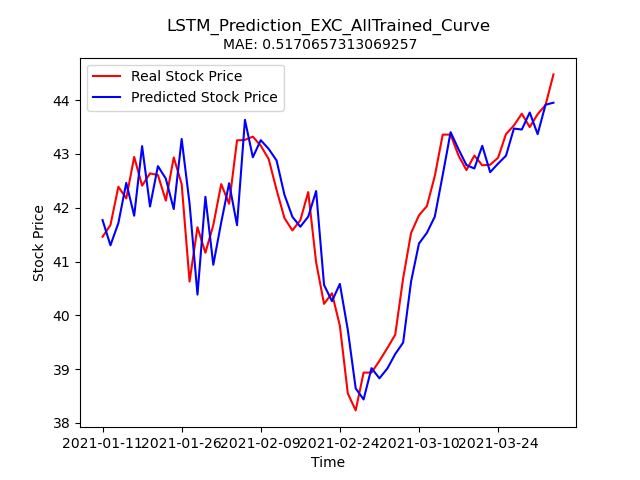 LSTM_Prediction_EXC_AllTrained_Curve
MAE: 0.5170657313069257
Real Stock Price
Predicted Stock Price
Stock Price
44
43
42
41
40
39
38
2021-01-11 2021-01-26 2021-02-09 2021-02-24 2021-03-10 2021-03-24
Time